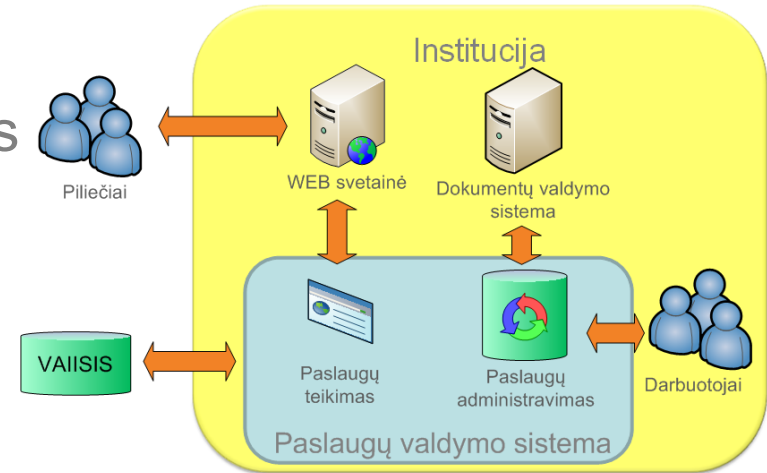 Institucija
s
Piliečiai
WEB svetainė
Dokumentų valdymo
sistema
VAIISIS
Paslaugų
teikimas
Paslaugų
administravimas
Darbuotojai
Paslaugų valdymo sistema